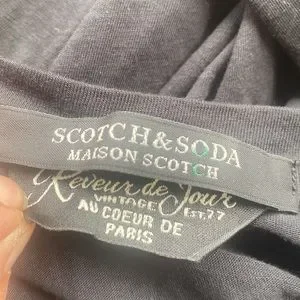 SCOTCH & SODA
MAISON SCOTCH
Reveur de Jour
VINTAGE EST.77
AU COEUR DE
PARIS